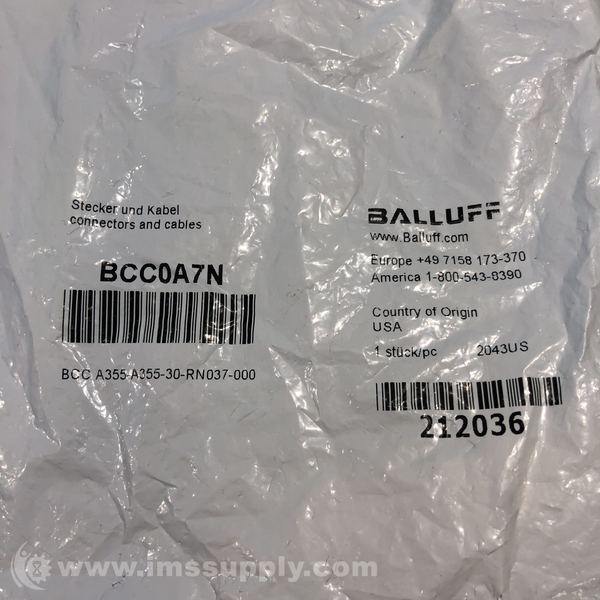 Stecker und Kabel
connectors and cables
BCC0A7N
BCC A355-A355-30-RN037-000
BALLUFF
www.Balluff.com
Europe +49 7158 173-370
America 1-800-543-8390
Country of Origin
USA
1 stück/pc 2043US
212036
www.imssupply.com